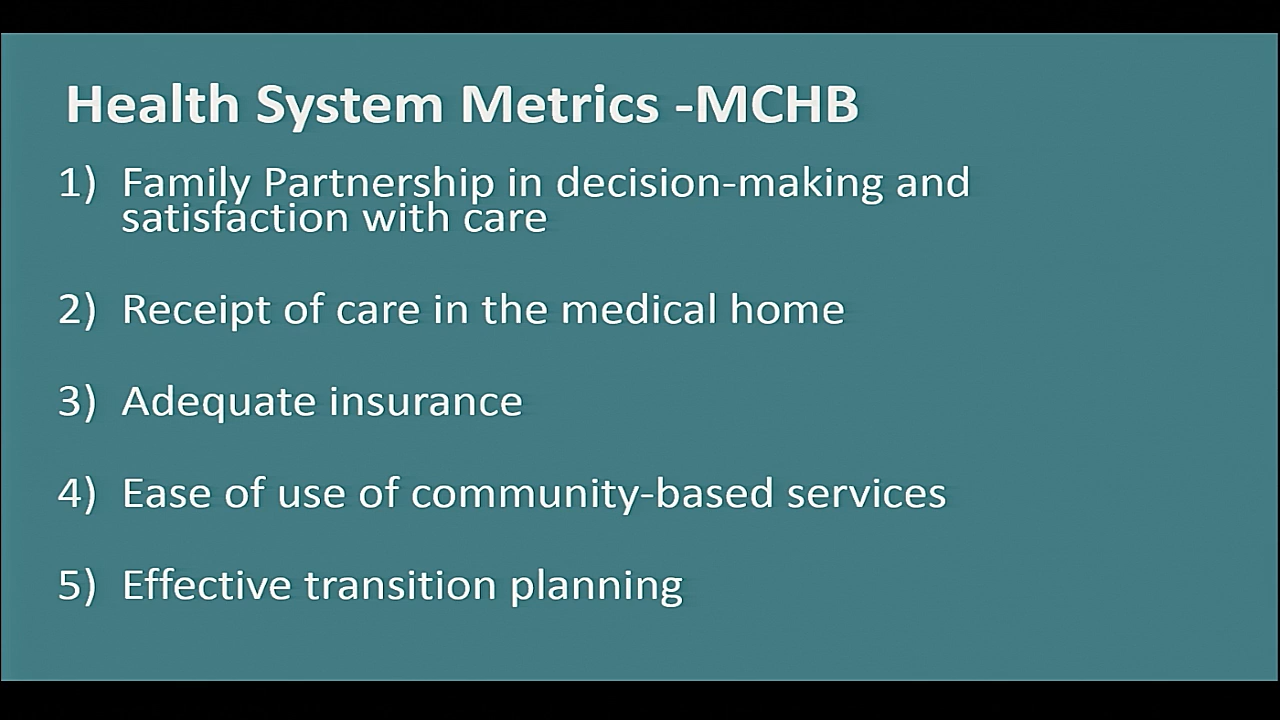 Health System Metrics -MCHB
1) Family Partnership in decision-making and
satisfaction with care
2) Receipt of care in the medical home
3) Adequate insurance
4) Ease of use of community-based services
5) Effective transition planning